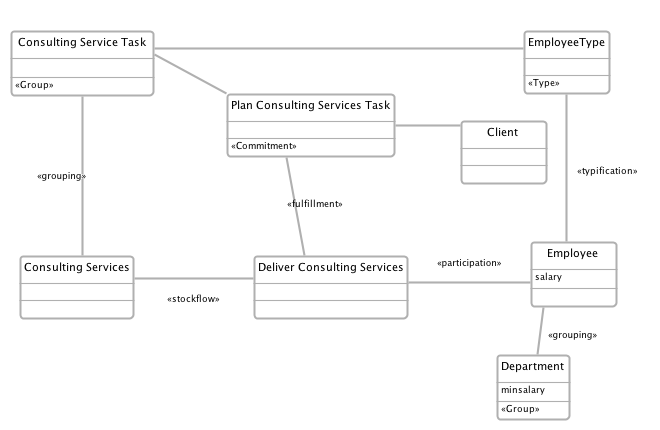 Consulting Service Task
«Group»
EmployeeType
«Type»
Plan Consulting Services Task
«Commitment»
Client
«grouping»
«fulfillment»
«typification»
Consulting Services
«stockflow»
Deliver Consulting Services
«participation»
Employee
salary
«grouping»
Department
minsalary
«Group»